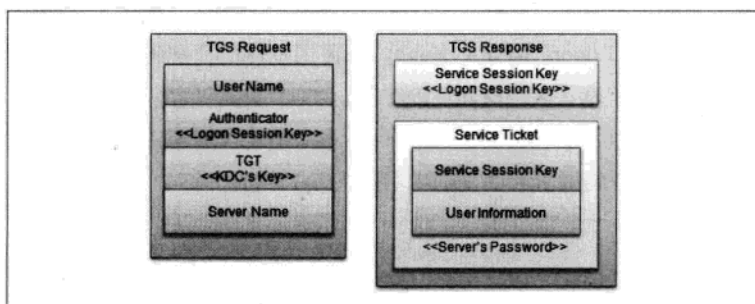 TGS Request
User Name
Authenticator
<<Logon Session Key>>
TGT
<<KDC's Key>>
Server Name
TGS Response
Service Session Key
<<Logon Session Key>>
Service Ticket
Service Session Key
User Information
<<Server's Password>>